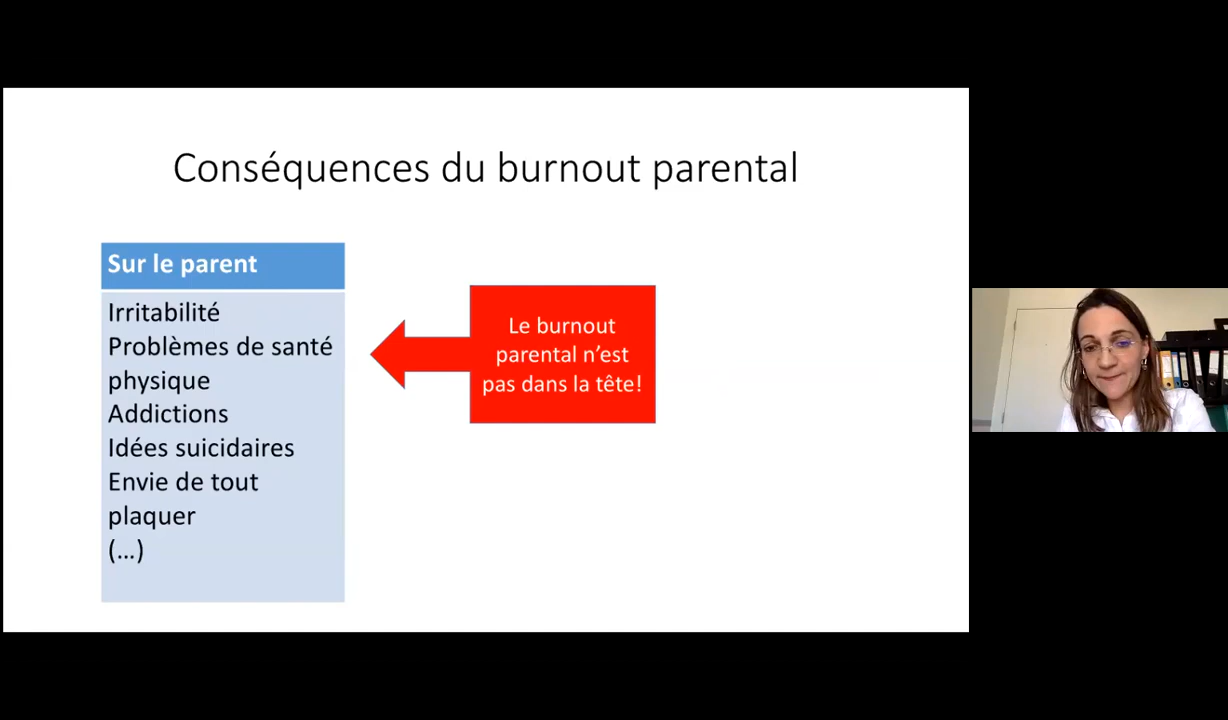 Conséquences du burnout parental
Sur le parent
Irritabilité
Problèmes de santé
physique
Addictions
Idées suicidaires
Envie de tout
plaquer
(…)
Le burnout
parental n’est
pas dans la tête!